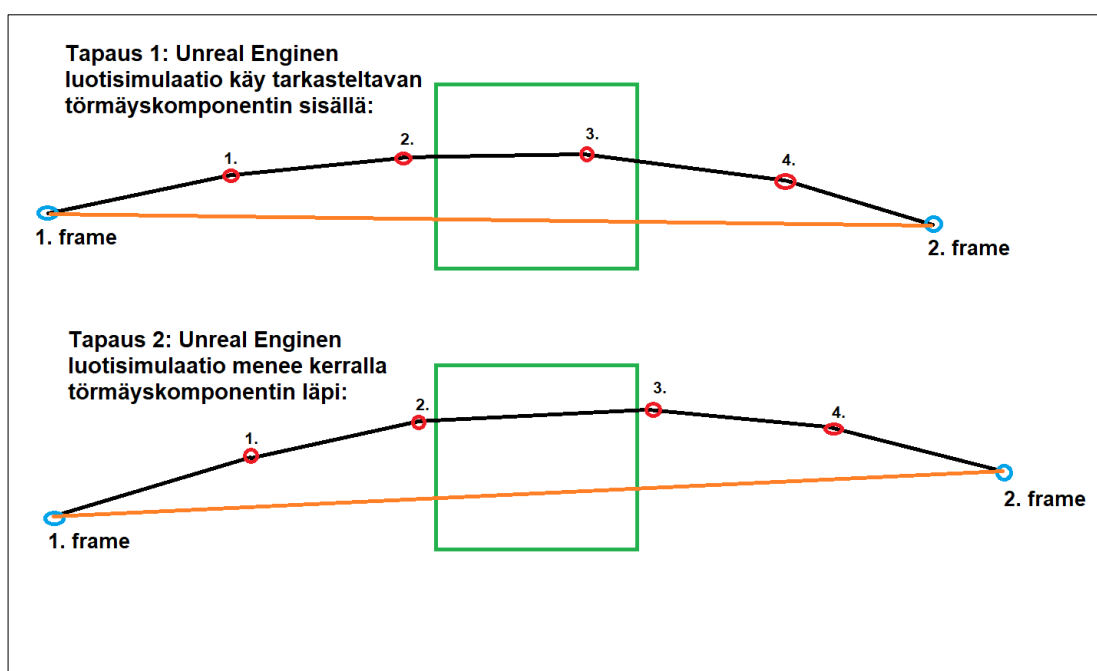 Tapaus 1: Unreal Enginen
luotisimulaatio käy tarkasteltavan
törmäyskomponentin sisällä:
1.
2.
3.
4.
1. frame
2. frame
Tapaus 2: Unreal Enginen
luotisimulaatio menee kerralla
törmäyskomponentin läpi:
1.
2.
3.
4.
1. frame
2. frame